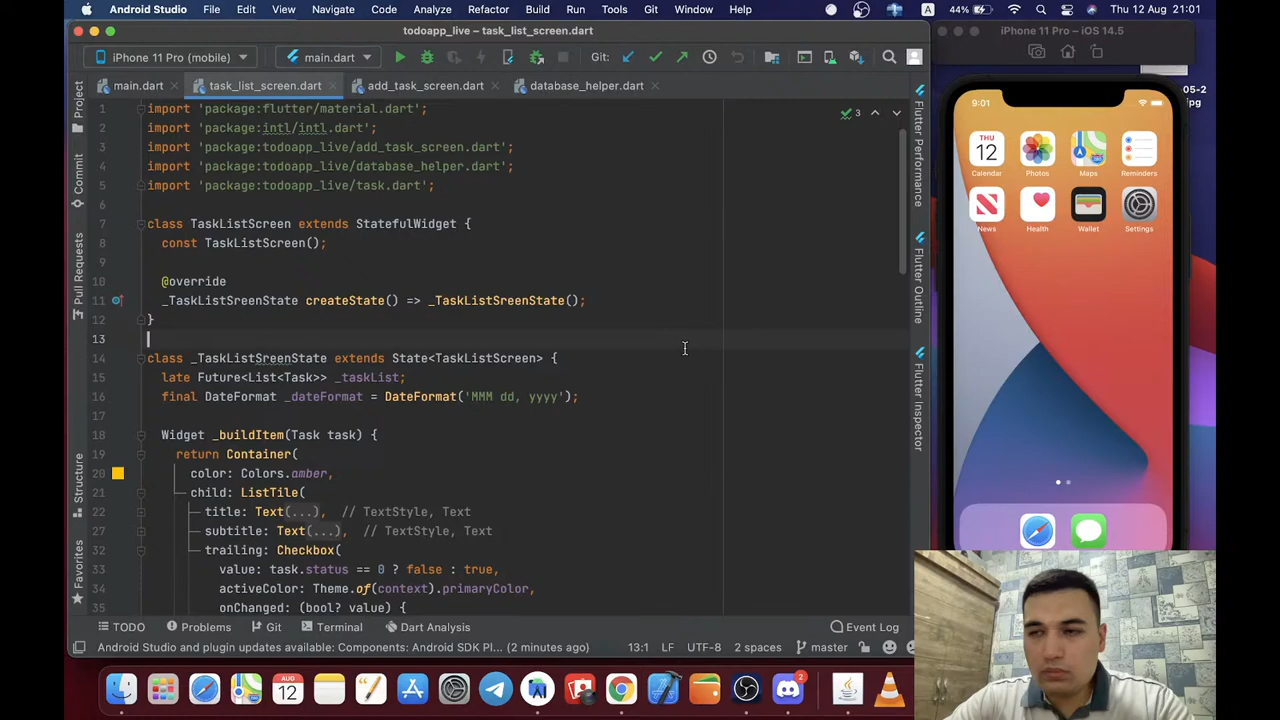 Android Studio File Edit View Navigate Code Analyze Refactor Build Run Tools Git Window Help 44% A Thu 12 Aug 21:01
todoapp_live – task_list_screen.dart
iPhone 11 Pro – iOS 14.5
iPhone 11 Pro (mobile) main.dart Git:
main.dart task_list_screen.dart add_task_screen.dart database_helper.dart
05-2
jpg
Project
Commit
Pull Requests
Structure
Favorites
1 import 'package:flutter/material.dart';
2 import 'package:intl/intl.dart';
3 import 'package:todoapp_live/add_task_screen.dart';
4 import 'package:todoapp_live/database_helper.dart';
5 import 'package:todoapp_live/task.dart';
6
7 class TaskListScreen extends StatefulWidget {
8 const TaskListScreen();
9
10 @override
11 _TaskListSreenState createState() => _TaskListSreenState();
12 }
13
14 class _TaskListSreenState extends State<TaskListScreen> {
15 late Future<List<Task>> _taskList;
16 final DateFormat _dateFormat = DateFormat('MMM dd, yyyy');
17
18 Widget _buildItem(Task task) {
19 return Container(
20 color: Colors.amber,
21 child: ListTile(
22 title: Text(...), // TextStyle, Text
27 subtitle: Text(...), // TextStyle, Text
32 trailing: Checkbox(
33 value: task.status == 0 ? false : true,
34 activeColor: Theme.of(context).primaryColor,
35 onChanged: (bool? value) {
3
Flutter Performance
Flutter Outline
Flutter Inspector
9:01
THU
12
Calendar Photos Maps Reminders
News Health Wallet Settings
TODO Problems Git Terminal Dart Analysis Event Log
Android Studio and plugin updates available: Components: Android SDK Pl... (2 minutes ago) 13:1 LF UTF-8 2 spaces master
AUG
12
2